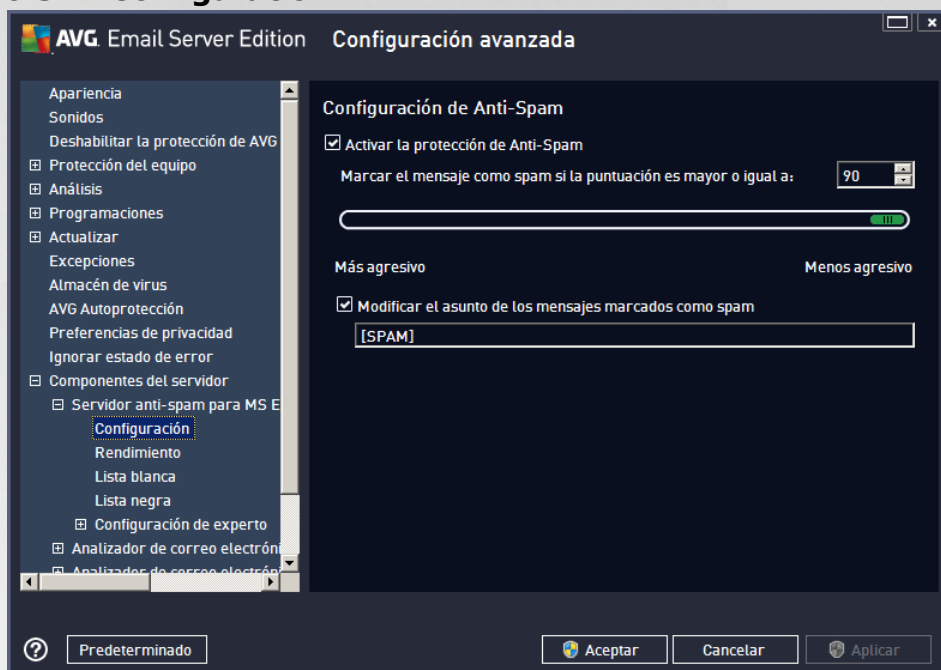 AVG. Email Server Edition Configuración avanzada
Apariencia
Sonidos
Deshabilitar la protección de AVG
Protección del equipo
Análisis
Programaciones
Actualizar
Excepciones
Almacén de virus
AVG Autoprotección
Preferencias de privacidad
Ignorar estado de error
Componentes del servidor
Servidor anti-spam para MS E
Configuración
Rendimiento
Lista blanca
Lista negra
Configuración de experto
Analizador de correo electróni
Analizador de correo electróni
Configuración de Anti-Spam
Activar la protección de Anti-Spam
Marcar el mensaje como spam si la puntuación es mayor o igual a: 90
Más agresivo Menos agresivo
Modificar el asunto de los mensajes marcados como spam
[SPAM]
? Predeterminado Aceptar Cancelar Aplicar